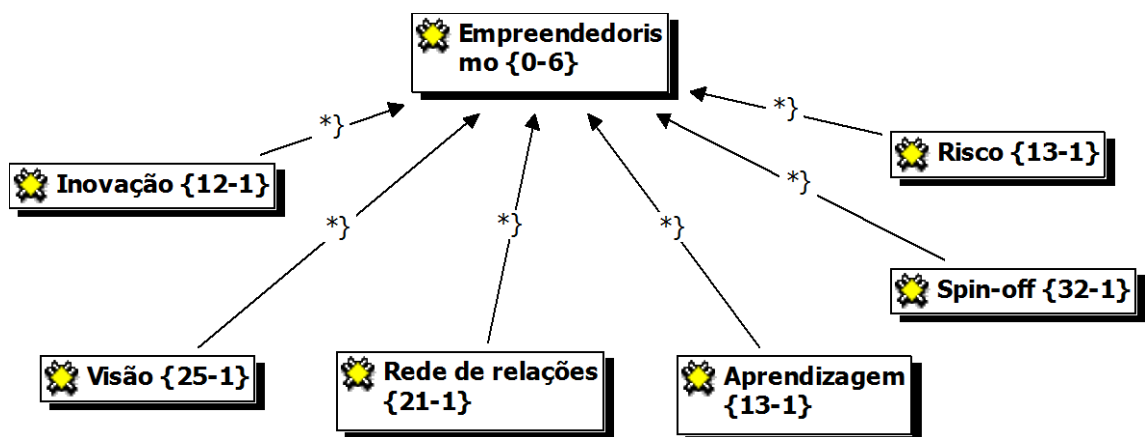 Empreendedoris
mo {0-6}
*}
*}
*}
*}
*}
*}
Inovação {12-1}
Risco {13-1}
Spin-off {32-1}
Visão {25-1}
Rede de relações
{21-1}
Aprendizagem
{13-1}